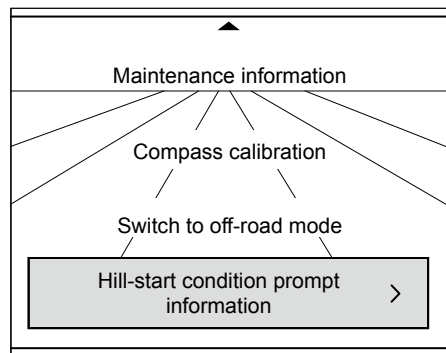 Maintenance information
Compass calibration
Switch to off-road mode
Hill-start condition prompt
information